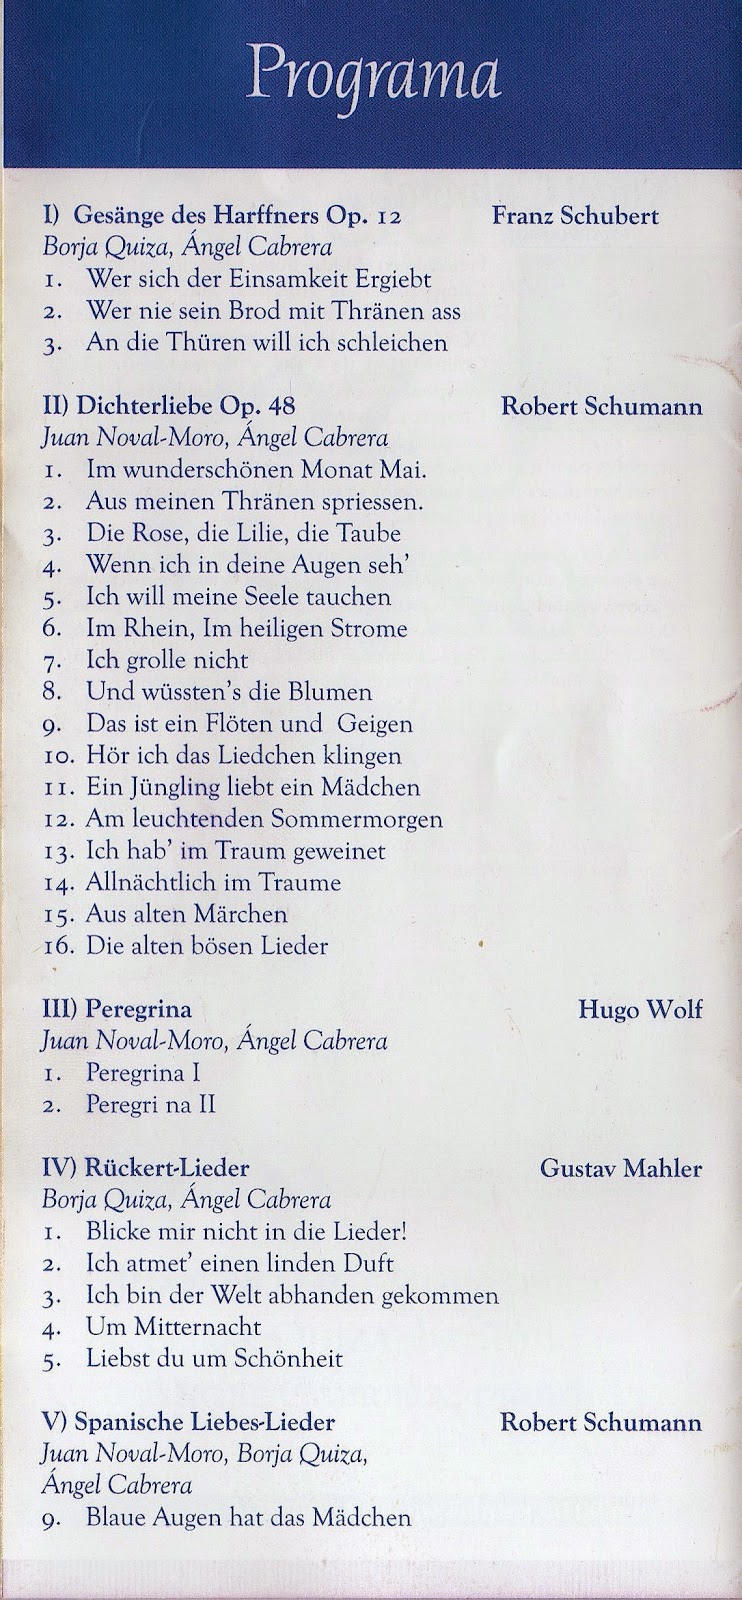 Programa
I) Gesänge des Harffners Op. 12 Franz Schubert
Borja Quiza, Ángel Cabrera
1. Wer sich der Einsamkeit Ergiebt
2. Wer nie sein Brod mit Thränen ass
3. An die Thüren will ich schleichen
II) Dichterliebe Op. 48 Robert Schumann
Juan Noval-Moro, Ángel Cabrera
1. Im wunderschönen Monat Mai.
2. Aus meinen Thränen spriessen.
3. Die Rose, die Lilie, die Taube
4. Wenn ich in deine Augen seh’
5. Ich will meine Seele tauchen
6. Im Rhein, Im heiligen Strome
7. Ich grolle nicht
8. Und wüssten’s die Blumen
9. Das ist ein Flöten und Geigen
10. Hör ich das Liedchen klingen
11. Ein Jüngling liebt ein Mädchen
12. Am leuchtenden Sommermorgen
13. Ich hab’ im Traum geweinet
14. Allnächtlich im Traume
15. Aus alten Märchen
16. Die alten bösen Lieder
III) Peregrina Hugo Wolf
Juan Noval-Moro, Ángel Cabrera
1. Peregrina I
2. Peregri na II
IV) Rückert-Lieder Gustav Mahler
Borja Quiza, Ángel Cabrera
1. Blicke mir nicht in die Lieder!
2. Ich atmet’ einen linden Duft
3. Ich bin der Welt abhanden gekommen
4. Um Mitternacht
5. Liebst du um Schönheit
V) Spanische Liebes-Lieder Robert Schumann
Juan Noval-Moro, Borja Quiza,
Ángel Cabrera
9. Blaue Augen hat das Mädchen